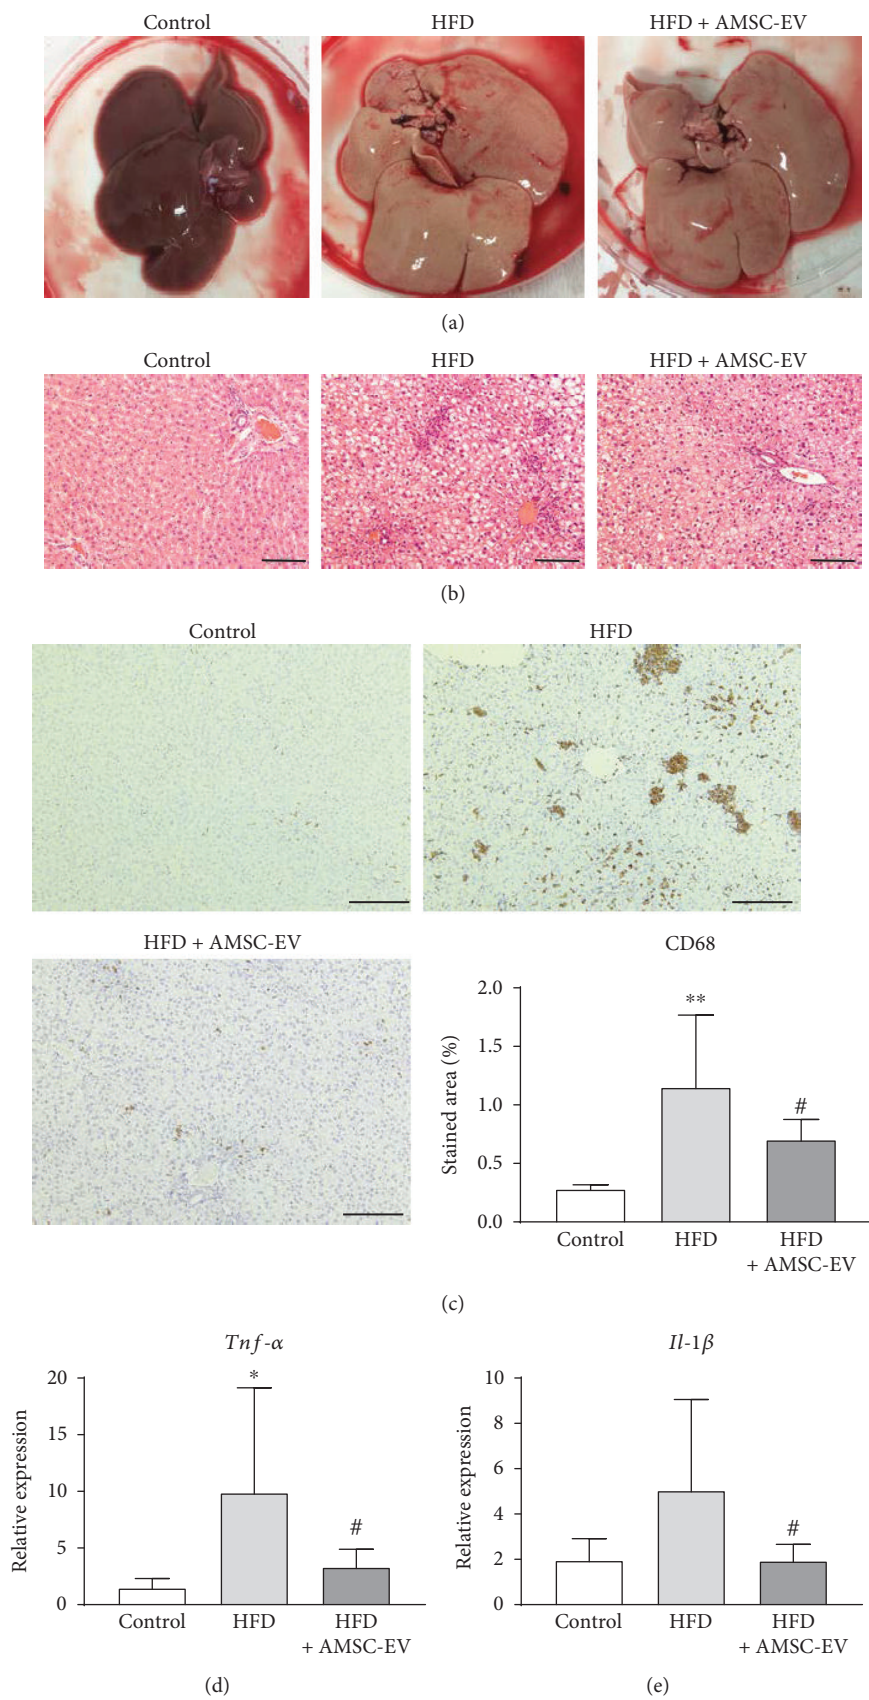 Control HFD HFD + AMSC-EV
(a)
Control HFD HFD + AMSC-EV
(b)
Control HFD
HFD + AMSC-EV
CD68
Stained area (%)
2.0
1.5
1.0
0.5
0.0
**
#
Control HFD HFD
+ AMSC-EV
(c)
Tnf-α
Relative expression
20
15
10
5
0
*
#
Control HFD HFD
+ AMSC-EV
(d)
Il-1β
Relative expression
10
8
6
4
2
0
#
Control HFD HFD
+ AMSC-EV
(e)